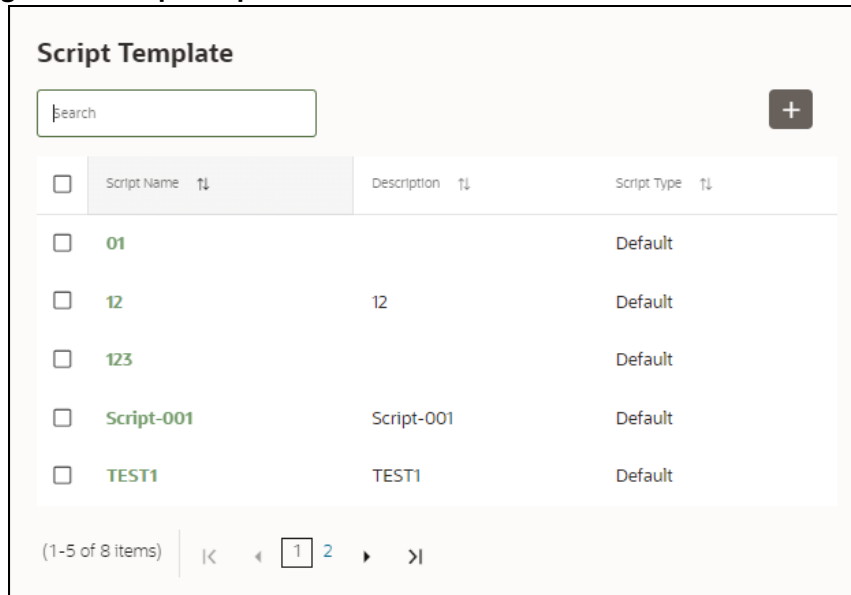 Script Template
Search
+
Script Name Description Script Type
01 Default
12 12 Default
123 Default
Script-001 Script-001 Default
TEST1 TEST1 Default
(1-5 of 8 items) 1 2